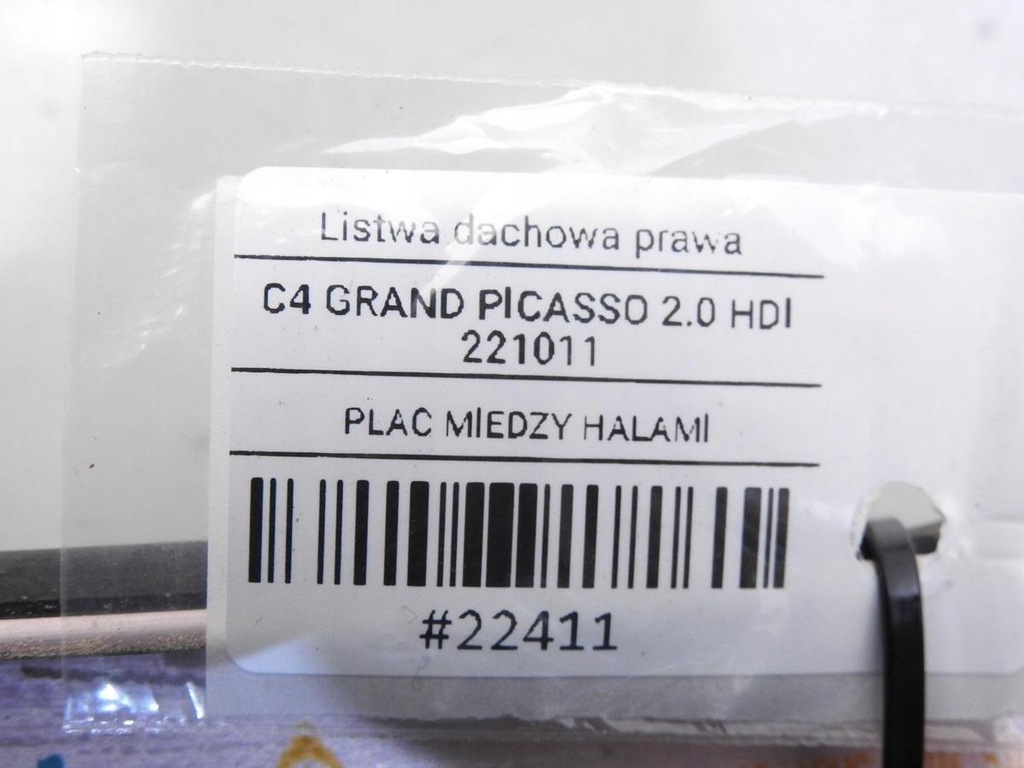 Listwa dachowa prawa
C4 GRAND PICASSO 2.0 HDI
221011
PLAC MIEDZY HALAMI
#22411